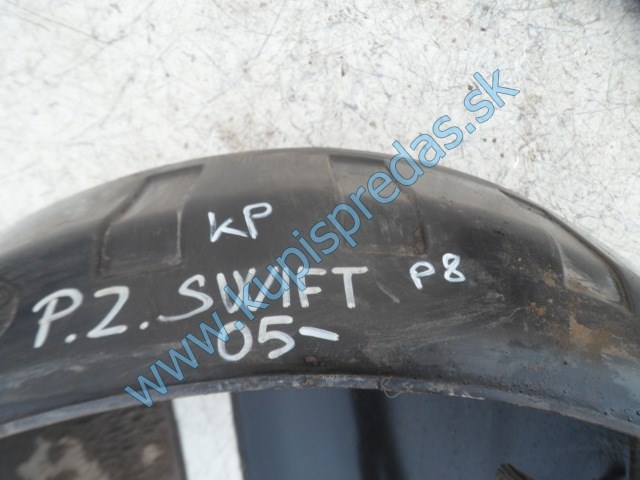 KP
P.Z. SWIFT P8
05-
www.kupispredas.sk